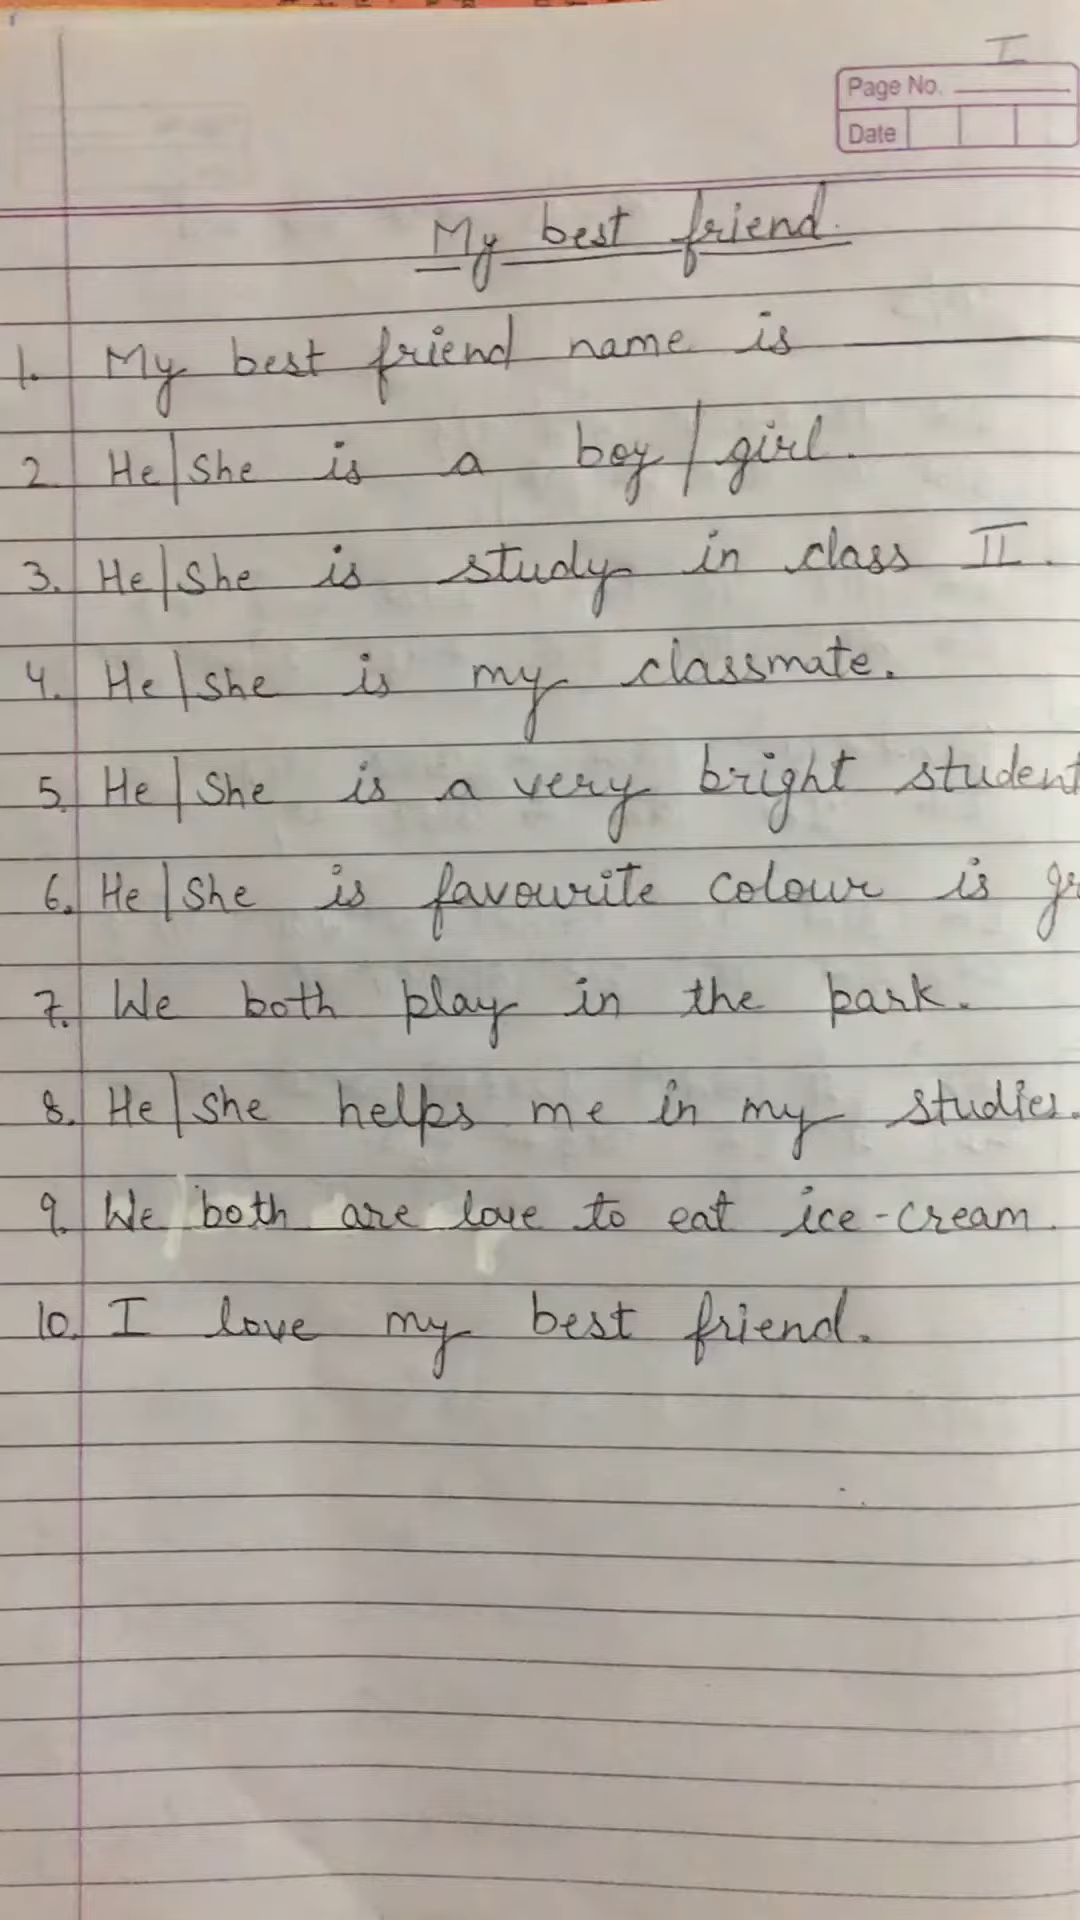 I
Page No.
Date
My best friend.
1. My best friend name is
2. He/She is a boy / girl.
3. He/She is study in class II.
4. He/She is my classmate.
5. He/She is a very bright student
6. He/She is favourite colour is
7. We both play in the park.
8. He/She helps me in my studies.
9. We both are love to eat ice-cream.
10. I love my best friend.